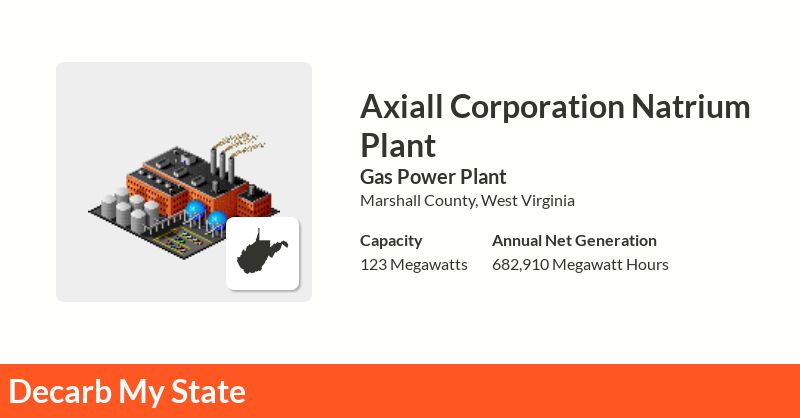 Axiall Corporation Natrium
Plant
Gas Power Plant
Marshall County, West Virginia
Capacity
123 Megawatts
Annual Net Generation
682,910 Megawatt Hours
Decarb My State